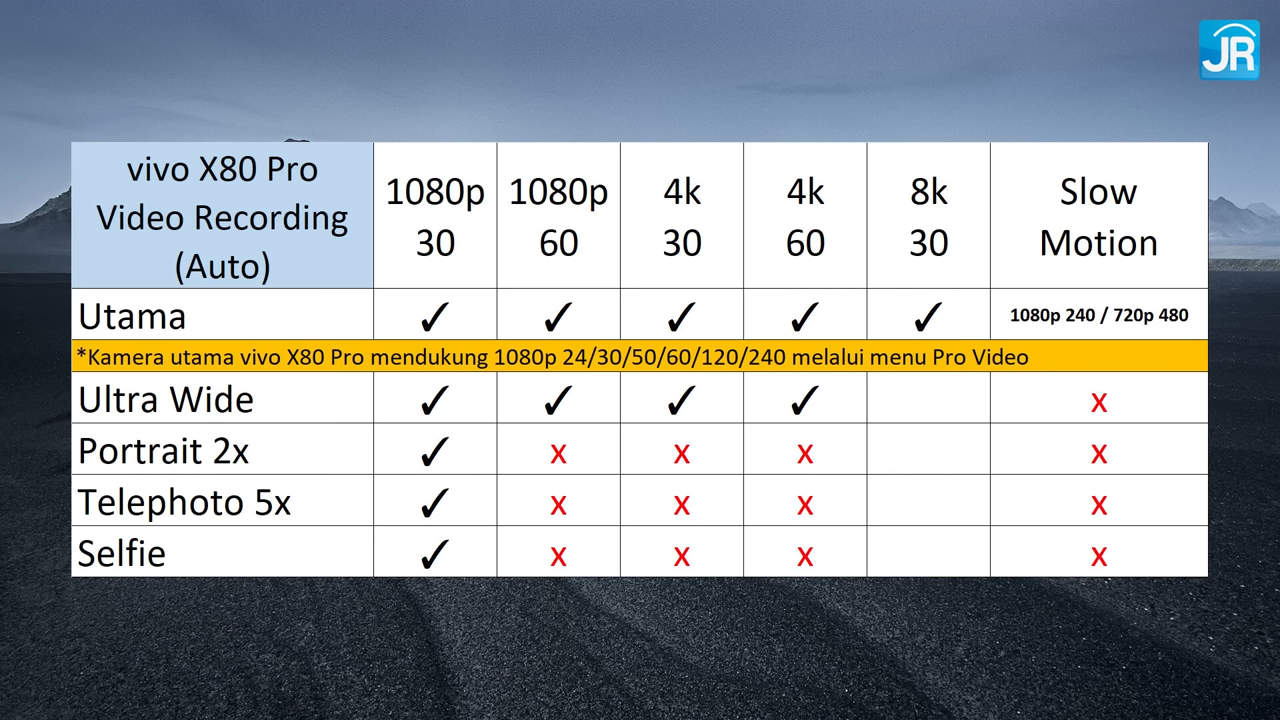 JR
vivo X80 Pro
Video Recording
(Auto)
1080p
30
1080p
60
4k
30
4k
60
8k
30
Slow
Motion
Utama ✓ ✓ ✓ ✓ ✓ 1080p 240 / 720p 480
*Kamera utama vivo X80 Pro mendukung 1080p 24/30/50/60/120/240 melalui menu Pro Video
Ultra Wide ✓ ✓ ✓ ✓ x
Portrait 2x ✓ x x x x
Telephoto 5x ✓ x x x x
Selfie ✓ x x x x